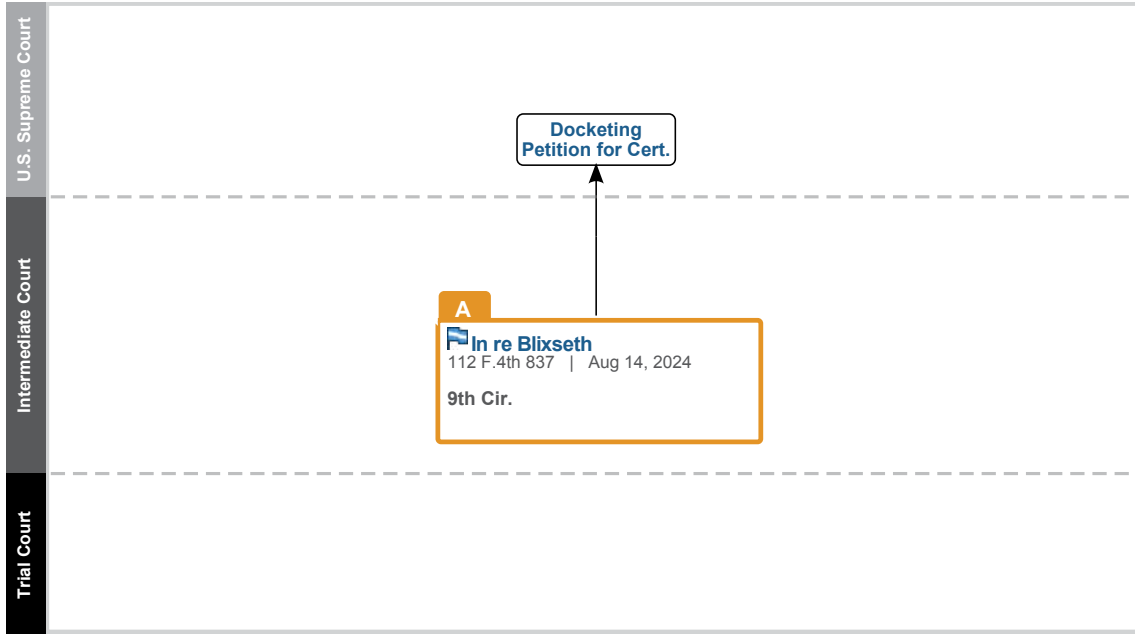 U.S. Supreme Court
Docketing
Petition for Cert.
Intermediate Court
A
In re Blixseth
112 F.4th 837 | Aug 14, 2024
9th Cir.
Trial Court